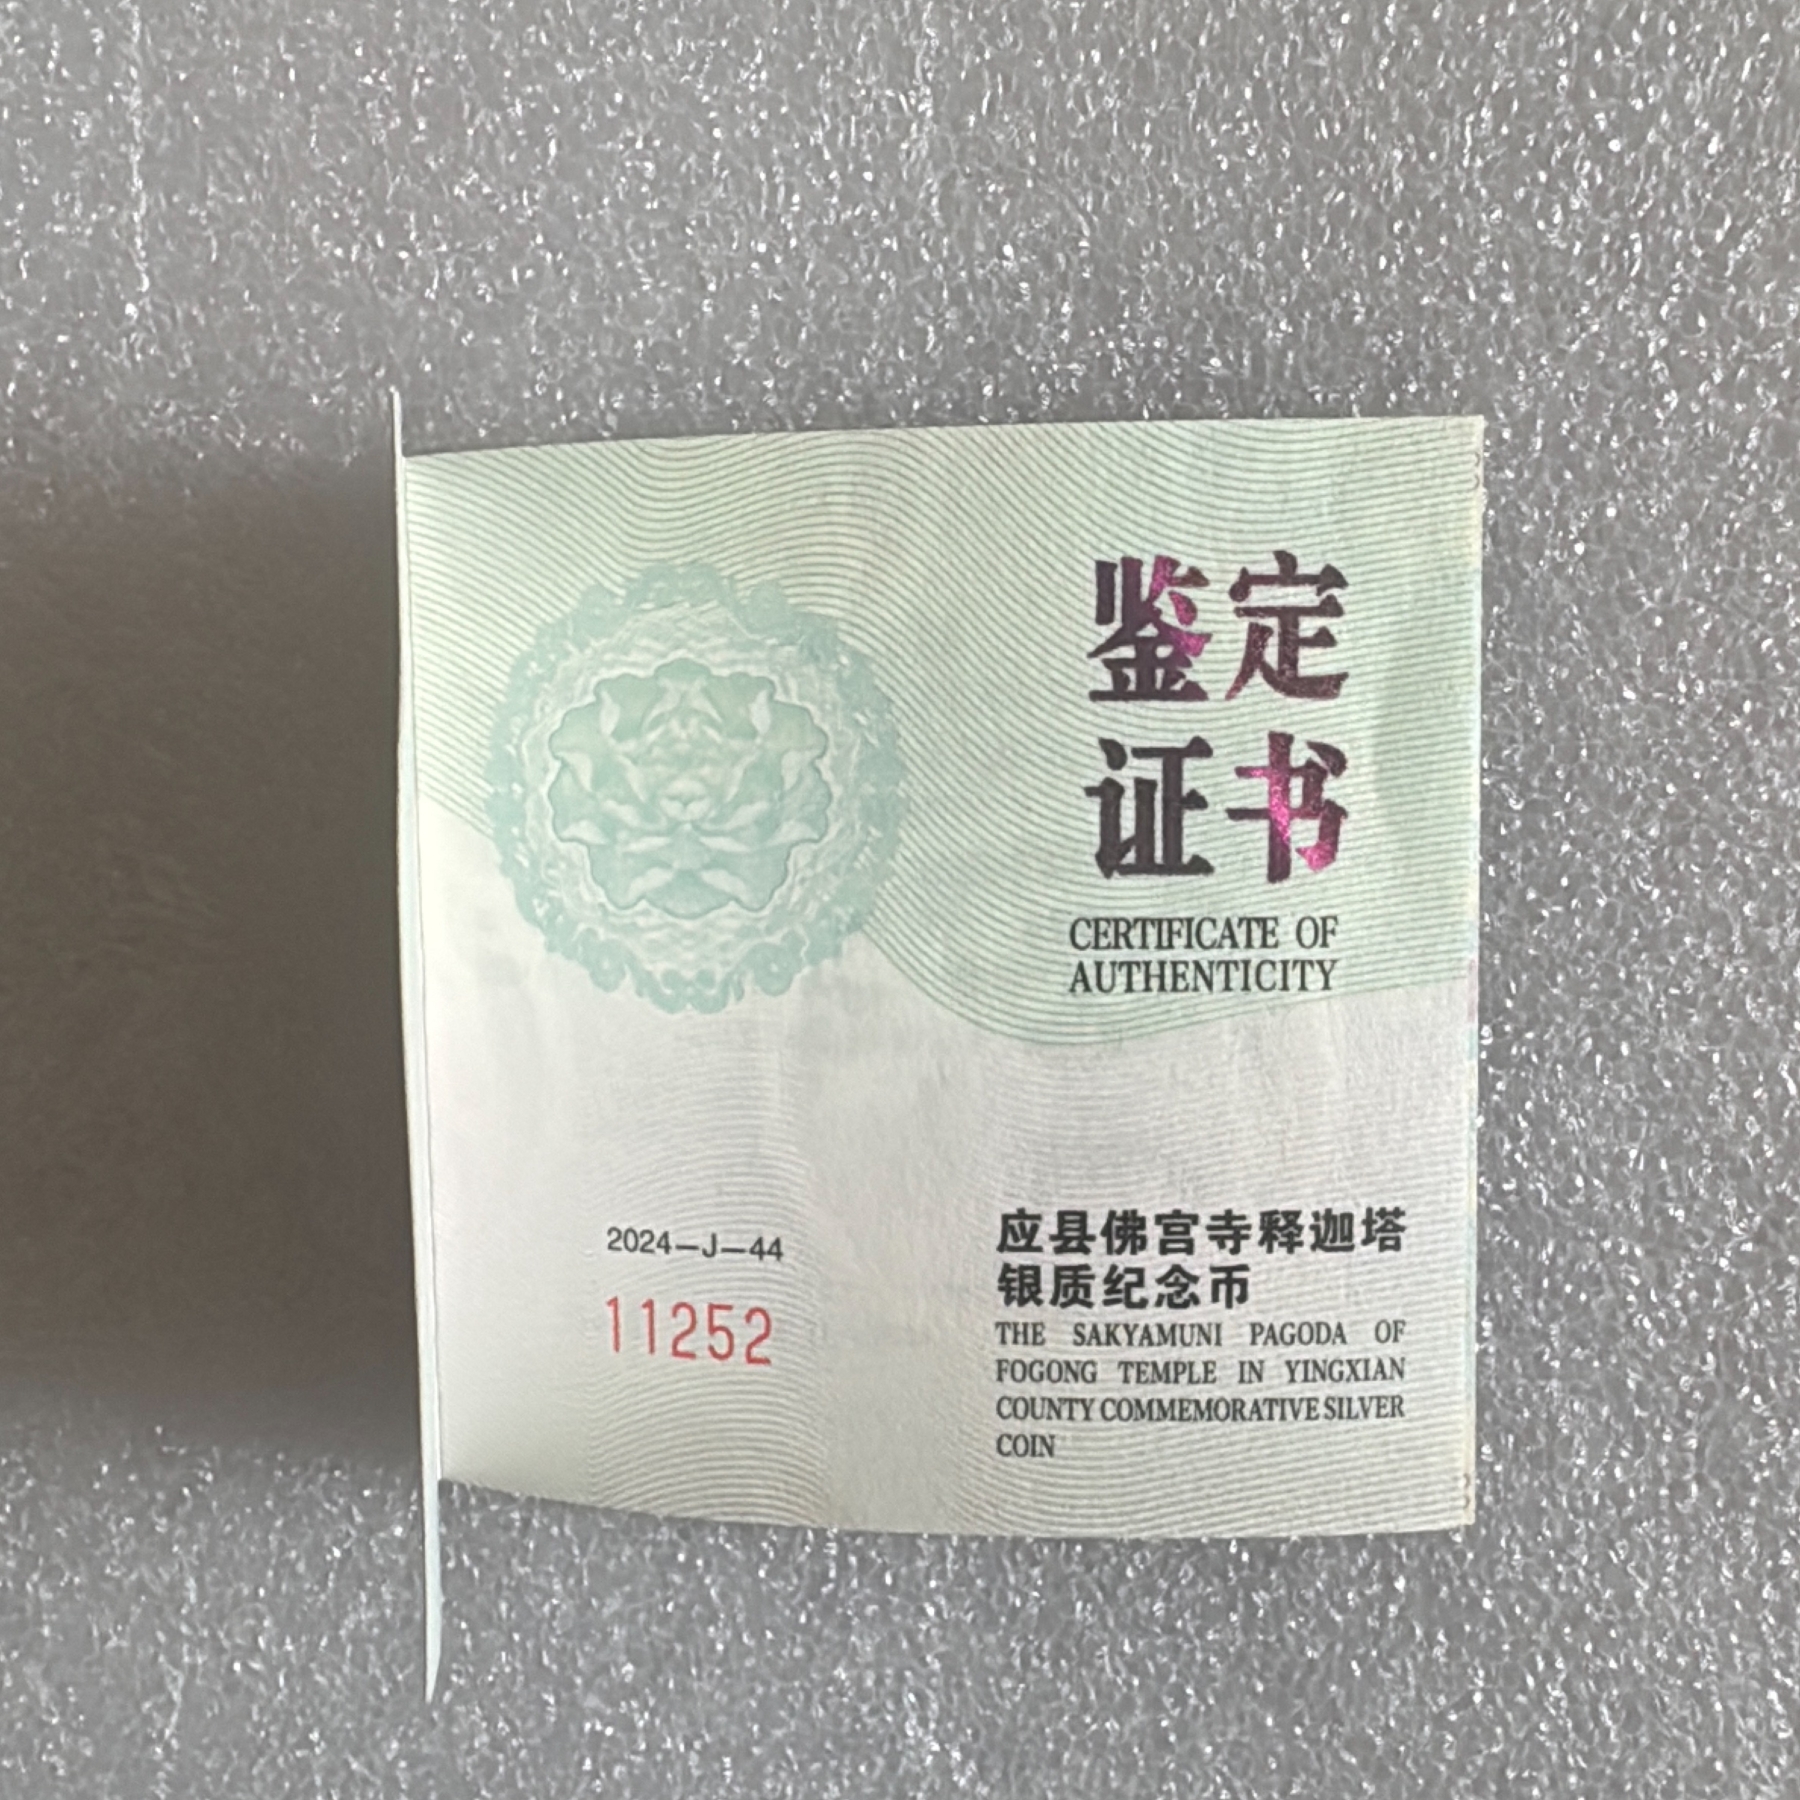 鉴定
证书
CERTIFICATE OF
AUTHENTICITY
2024-J-44
11252
应县佛宫寺释迦塔
银质纪念币
THE SAKYAMUNI PAGODA OF
FOGONG TEMPLE IN YINGXIAN
COUNTY COMMEMORATIVE SILVER
COIN